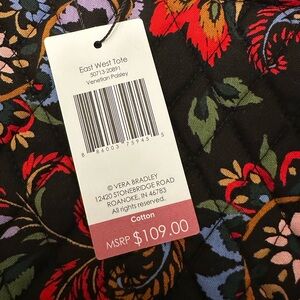 East West Tote
50713-20891
Venetian Paisley
8 86003 75945 5
© VERA BRADLEY
12420 STONEBRIDGE ROAD
ROANOKE, IN 46783
All rights reserved.
Cotton
MSRP $109.00